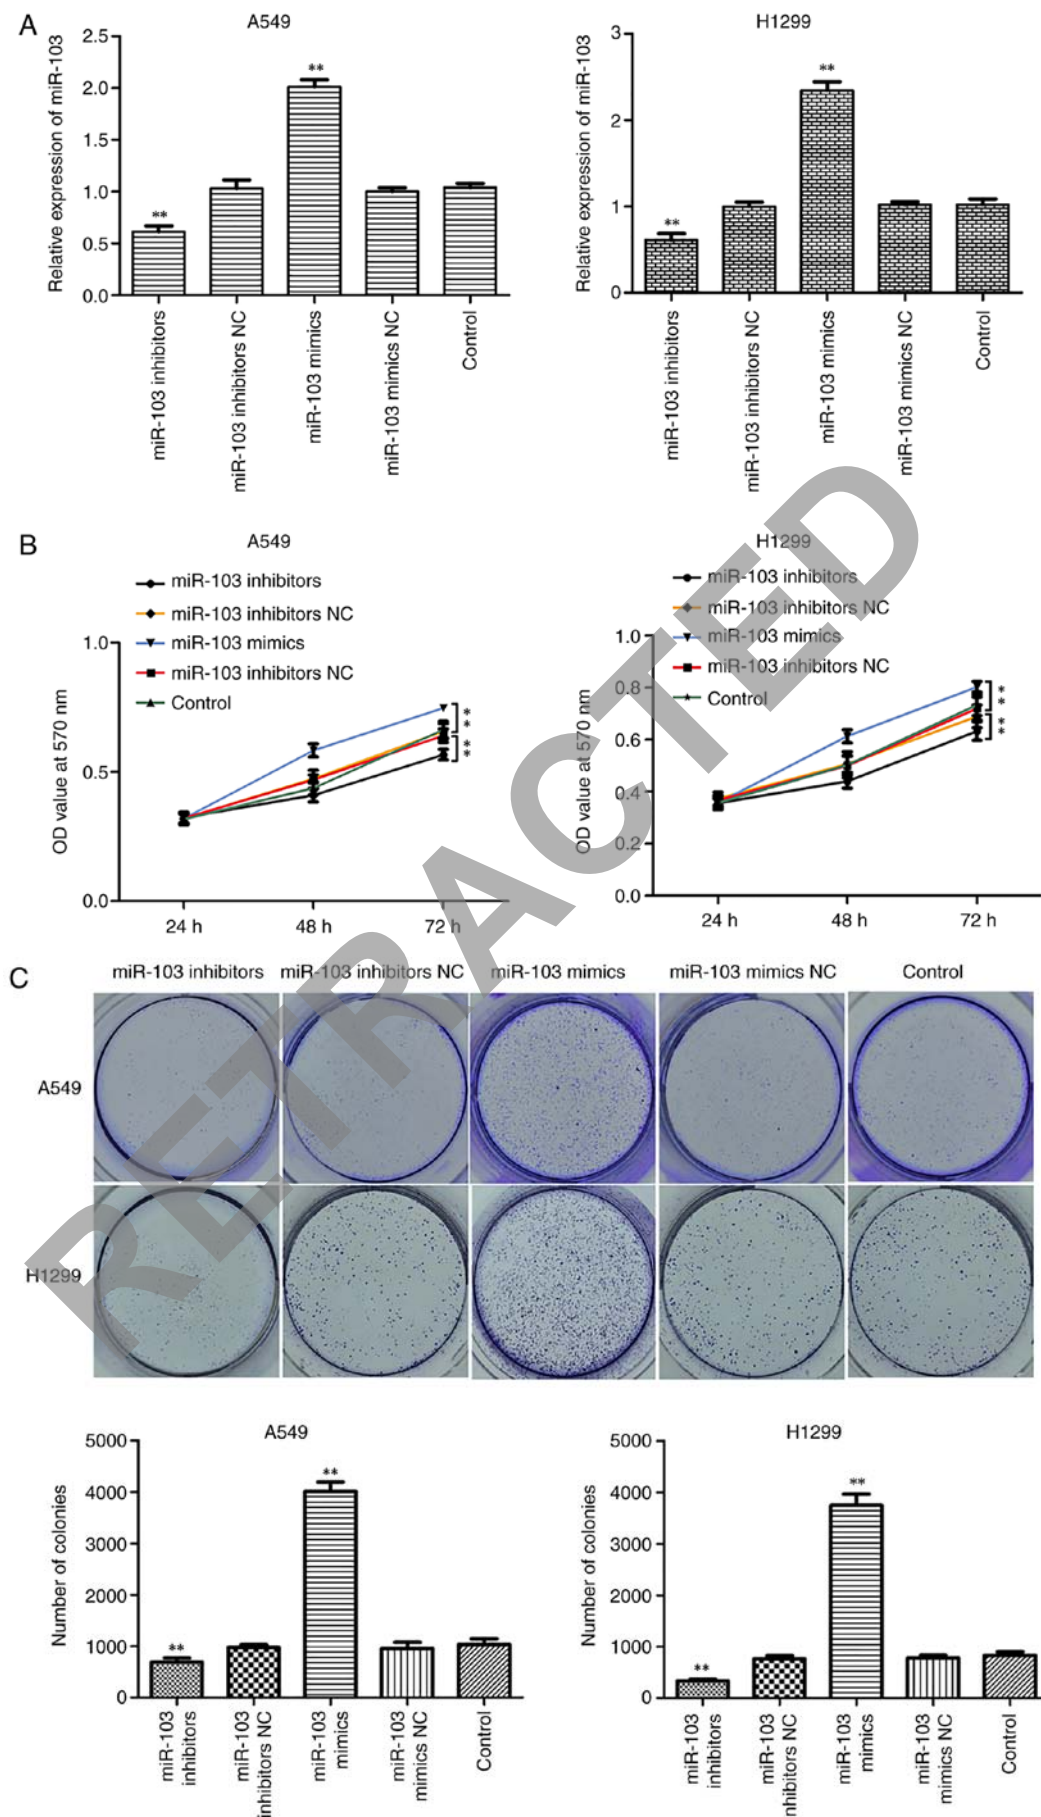 A
A549
H1299
Relative expression of miR-103
2.5
2.0
1.5
1.0
0.5
0.0
**
**
miR-103 inhibitors
miR-103 inhibitors NC
miR-103 mimics
miR-103 mimics NC
Control
Relative expression of miR-103
3
2
1
0
**
**
miR-103 inhibitors
miR-103 inhibitors NC
miR-103 mimics
miR-103 mimics NC
Control
B
A549
miR-103 inhibitors
miR-103 inhibitors NC
miR-103 mimics
miR-103 inhibitors NC
Control
OD value at 570 nm
1.0
0.5
0.0
**
**
24 h
48 h
72 h
H1299
miR-103 inhibitors
miR-103 inhibitors NC
miR-103 mimics
miR-103 inhibitors NC
Control
OD value at 570 nm
1.0
0.8
0.6
0.4
0.2
0.0
**
**
24 h
48 h
72 h
RETRACTED
C
miR-103 inhibitors
miR-103 inhibitors NC
miR-103 mimics
miR-103 mimics NC
Control
A549
H1299
A549
Number of colonies
5000
4000
3000
2000
1000
0
**
**
miR-103
inhibitors
miR-103
inhibitors NC
miR-103
mimics
miR-103
mimics NC
Control
H1299
Number of colonies
5000
4000
3000
2000
1000
0
**
**
miR-103
inhibitors
miR-103
inhibitors NC
miR-103
mimics
miR-103
mimics NC
Control